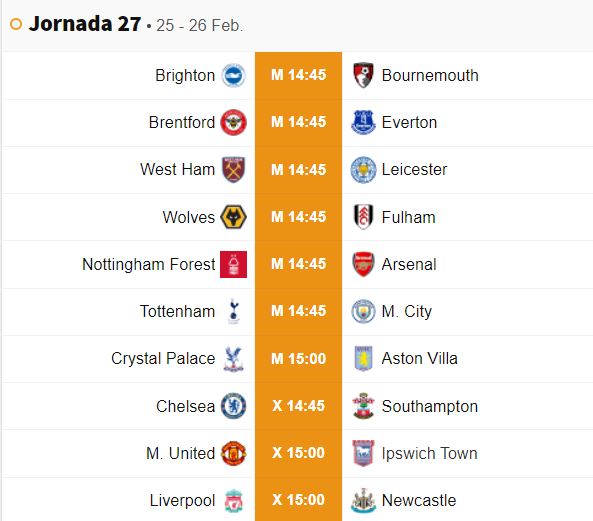 Jornada 27 • 25 - 26 Feb.
Brighton M 14:45 Bournemouth
Brentford M 14:45 Everton
West Ham M 14:45 Leicester
Wolves M 14:45 Fulham
Nottingham Forest M 14:45 Arsenal
Tottenham M 14:45 M. City
Crystal Palace M 15:00 Aston Villa
Chelsea X 14:45 Southampton
M. United X 15:00 Ipswich Town
Liverpool X 15:00 Newcastle